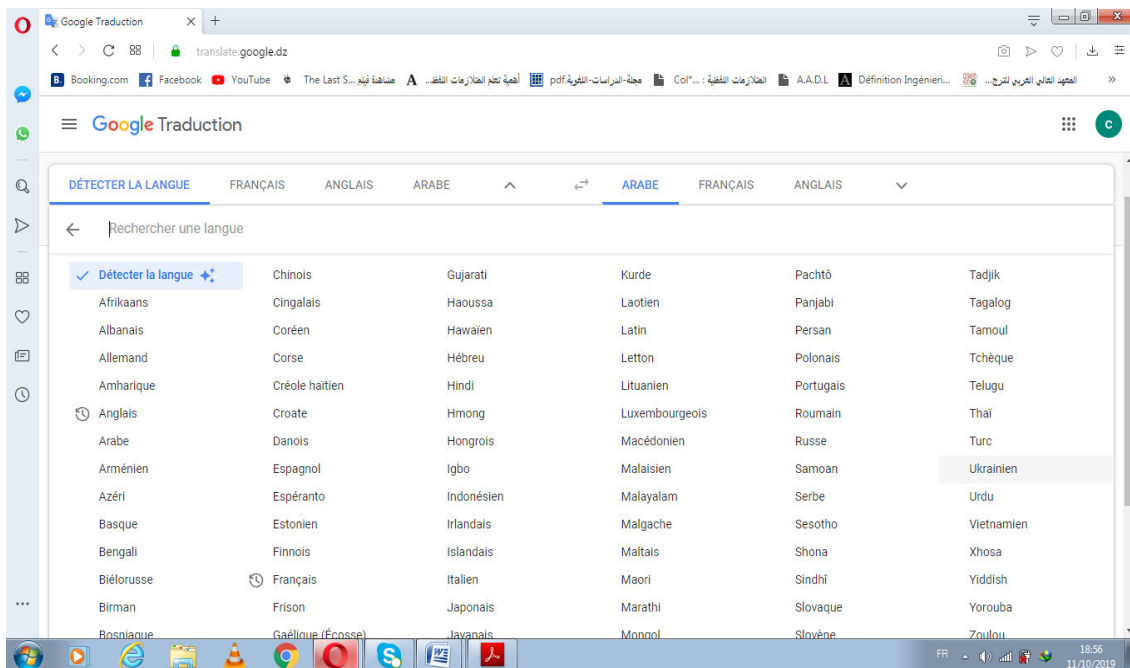 Google Traduction
translate.google.dz
Booking.com Facebook YouTube The Last S... مشاهدة فيلم أهمية تعلم المتلازمات اللفظ... مجلة-الدراسات-اللغوية.pdf Col"... : المتلازمات اللفظية A.A.D.L Définition Ingénieri... المعهد العالي العربي للترج... »
Google Traduction
c
DÉTECTER LA LANGUE FRANÇAIS ANGLAIS ARABE ARABE FRANÇAIS ANGLAIS
Rechercher une langue
Détecter la langue Chinois Gujarati Kurde Pachtô Tadjik
Afrikaans Cingalais Haoussa Laotien Panjabi Tagalog
Albanais Coréen Hawaïen Latin Persan Tamoul
Allemand Corse Hébreu Letton Polonais Tchèque
Amharique Créole haïtien Hindi Lituanien Portugais Telugu
Anglais Croate Hmong Luxembourgeois Roumain Thaï
Arabe Danois Hongrois Macédonien Russe Turc
Arménien Espagnol Igbo Malaisien Samoan Ukrainien
Azéri Espéranto Indonésien Malayalam Serbe Urdu
Basque Estonien Irlandais Malgache Sesotho Vietnamien
Bengali Finnois Islandais Maltais Shona Xhosa
Biélorusse Français Italien Maori Sindhî Yiddish
Birman Frison Japonais Marathi Slovaque Yorouba
Bosniaque Gaélique (Écosse) Javanais Mongol Slovène Zoulou
FR 18:56
11/10/2019